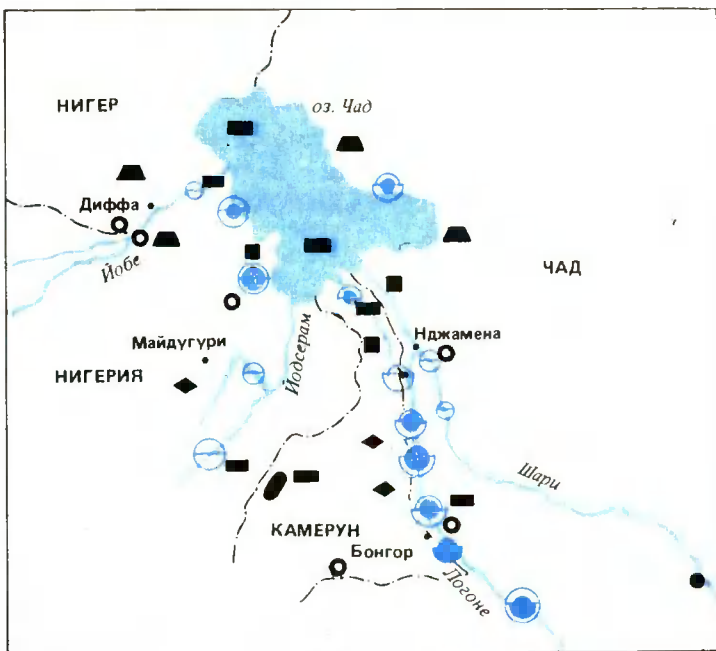 НИГЕР
оз. Чад
Диффа
Йобе
ЧАД
Майдугури
Йодсерам
Нджамена
НИГЕРИЯ
Шари
КАМЕРУН
Бонгор
Логоне